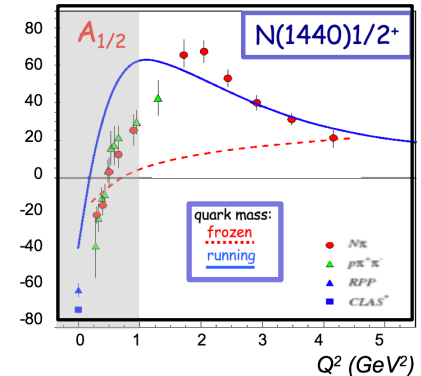 A1/2
N(1440)1/2⁺
80
60
40
20
0
-20
-40
-60
-80
quark mass:
frozen
running
Nπ
pπ⁺π⁻
RPP
CLAS*
0
1
2
3
4
5
Q² (GeV²)